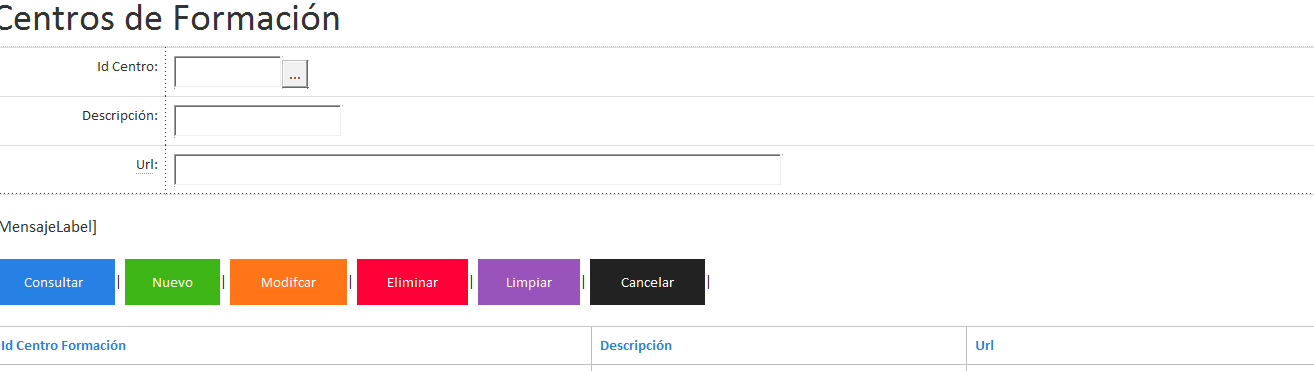 Centros de Formación
Id Centro:
...
Descripción:
Url:
MensajeLabel]
Consultar | Nuevo | Modifcar | Eliminar | Limpiar | Cancelar |
Id Centro Formación Descripción Url